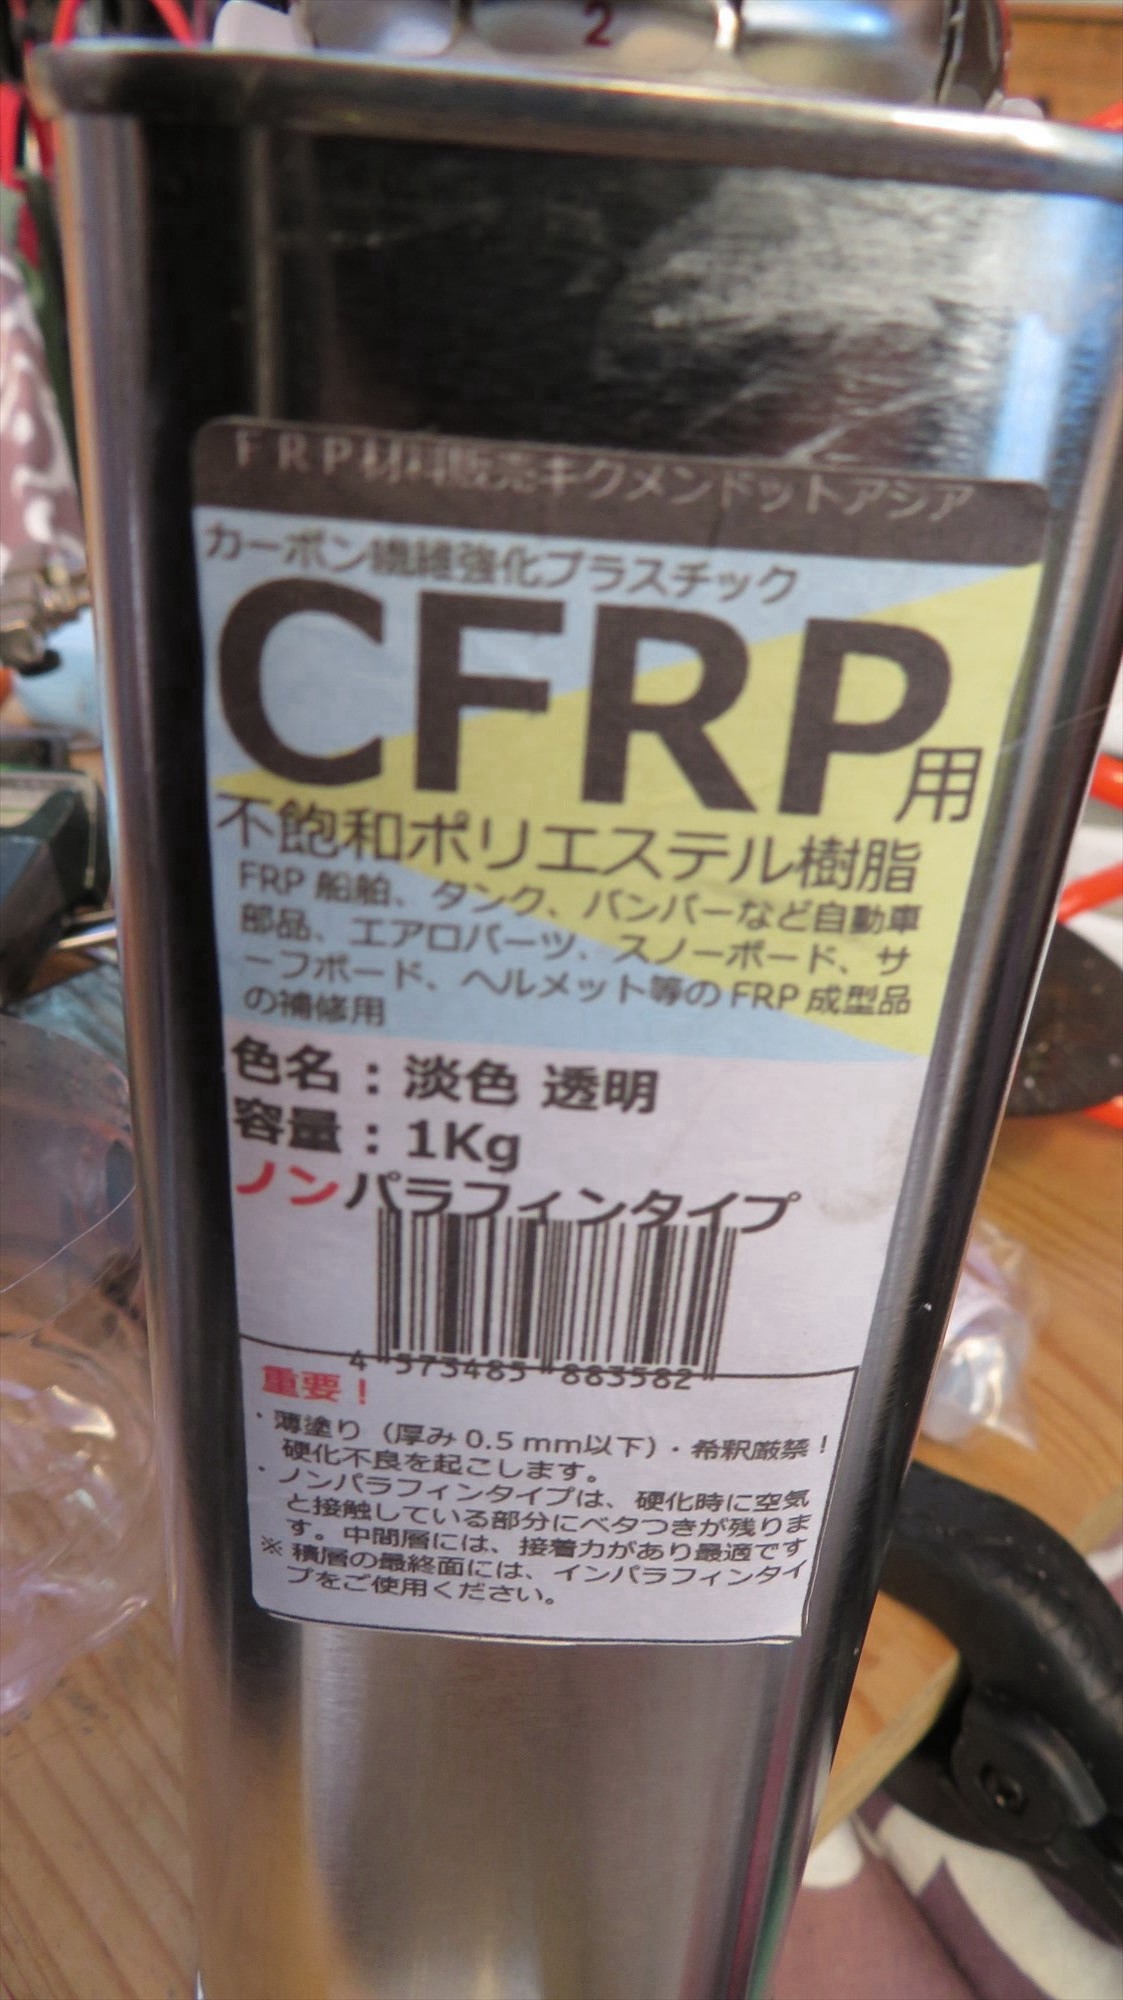 2
FRP材料販売キクメンドットアジア
カーボン繊維強化プラスチック
CFRP用
不飽和ポリエステル樹脂
FRP 船舶、タンク、バンパーなど自動車
部品、エアロパーツ、スノーボード、サ
ーフボード、ヘルメット等の FRP 成型品
の補修用
色名：淡色 透明
容量：1Kg
ノンパラフィンタイプ
4 573485 883582
重要！
・薄塗り（厚み 0.5 mm以下）・希釈厳禁！
硬化不良を起こします。
・ノンパラフィンタイプは、硬化時に空気
と接触している部分にベタつきが残りま
す。中間層には、接着力があり最適です
※ 積層の最終面には、インパラフィンタイ
プをご使用ください。